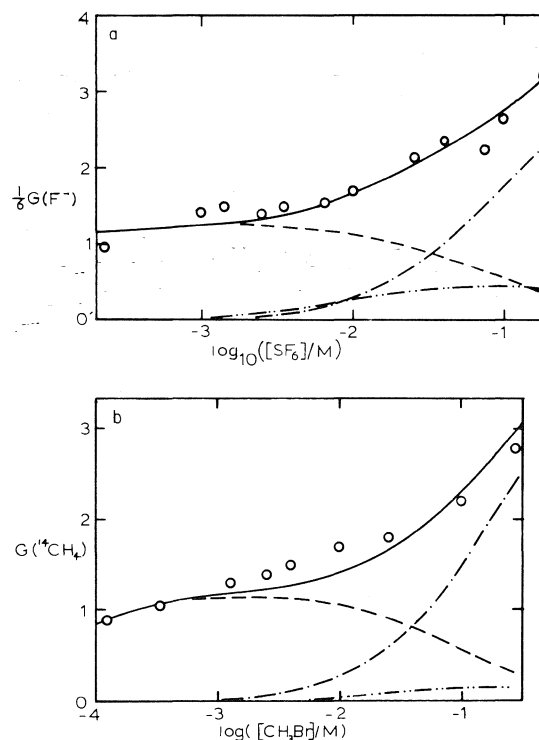 a
4
3
2
1/6 G(F⁻)
1
0
-3 -2 -1
log₁₀([SF₆]/M)
b
3
2
G(¹⁴CH₄)
1
0
-4 -3 -2 -1
log([CH₃Br]/M)